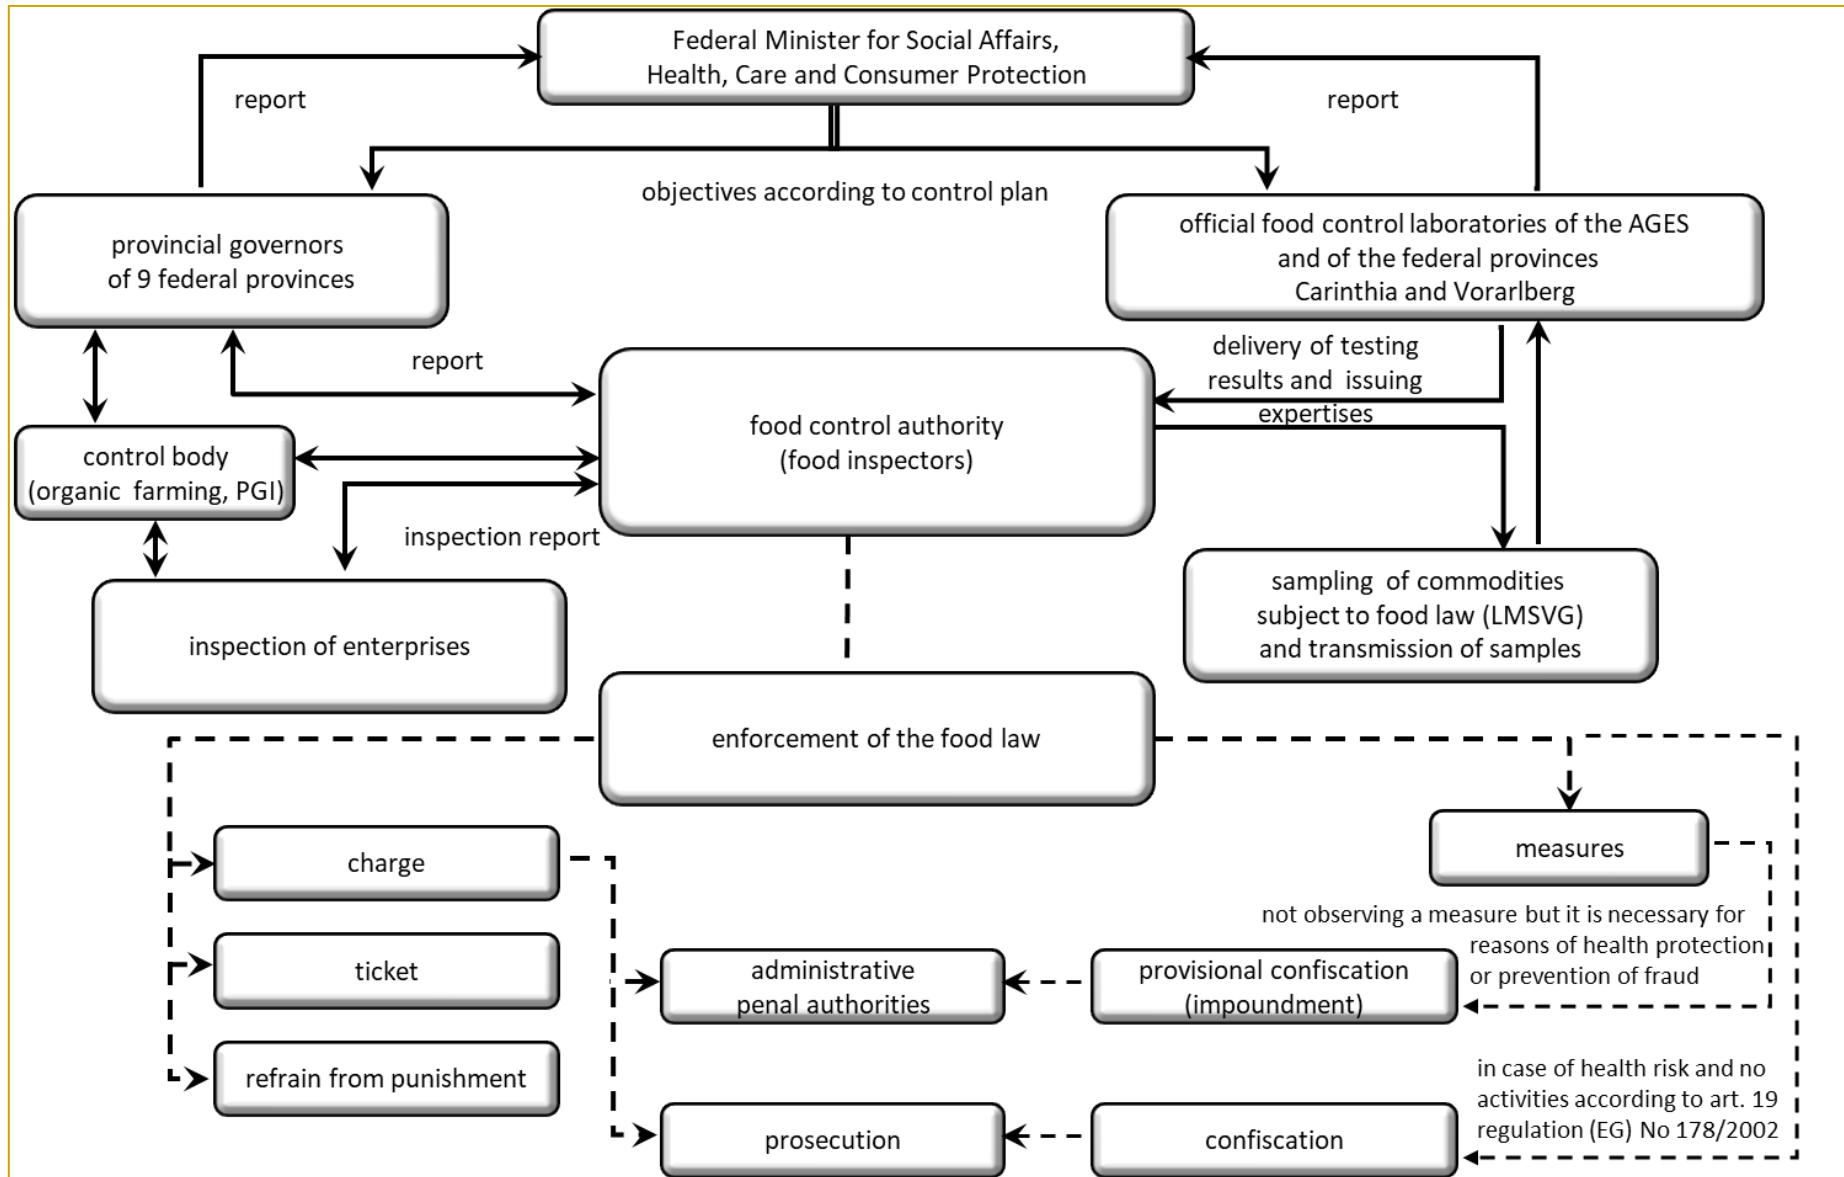 Federal Minister for Social Affairs,
Health, Care and Consumer Protection
report
report
objectives according to control plan
provincial governors
of 9 federal provinces
official food control laboratories of the AGES
and of the federal provinces
Carinthia and Vorarlberg
report
delivery of testing
results and issuing
expertises
food control authority
(food inspectors)
control body
(organic farming, PGI)
inspection report
inspection of enterprises
sampling of commodities
subject to food law (LMSVG)
and transmission of samples
enforcement of the food law
charge
measures
not observing a measure but it is necessary for
reasons of health protection
or prevention of fraud
ticket
administrative
penal authorities
provisional confiscation
(impoundment)
refrain from punishment
in case of health risk and no
activities according to art. 19
regulation (EG) No 178/2002
prosecution
confiscation